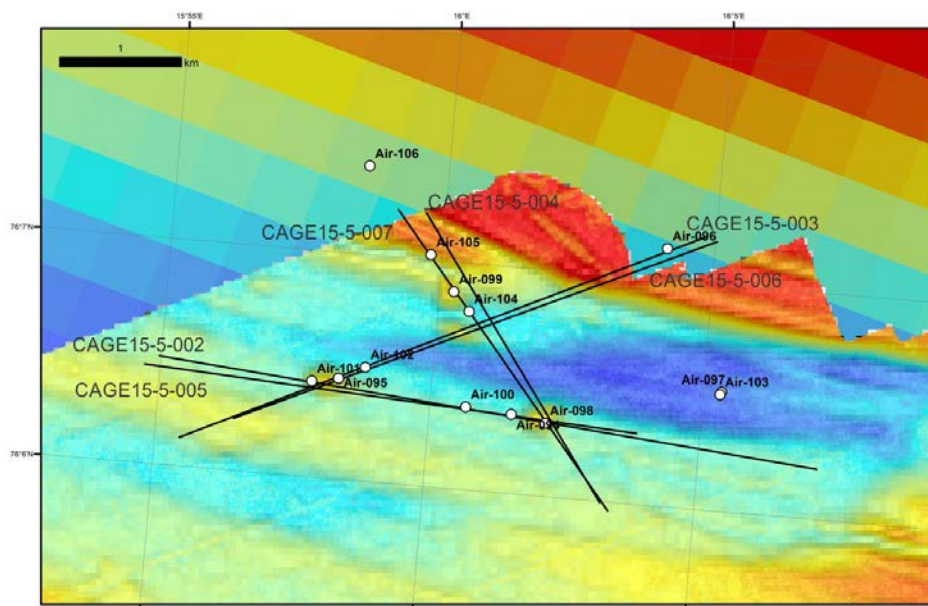 15°55'E 16°E 16°5'E
1
km
Air-106
CAGE15-5-004
CAGE15-5-003
76°7'N
CAGE15-5-007
Air-105
Air-096
Air-099
CAGE15-5-006
Air-104
CAGE15-5-002
Air-102
Air-101
CAGE15-5-005
Air-095
Air-097
Air-103
Air-100
Air-098
76°6'N